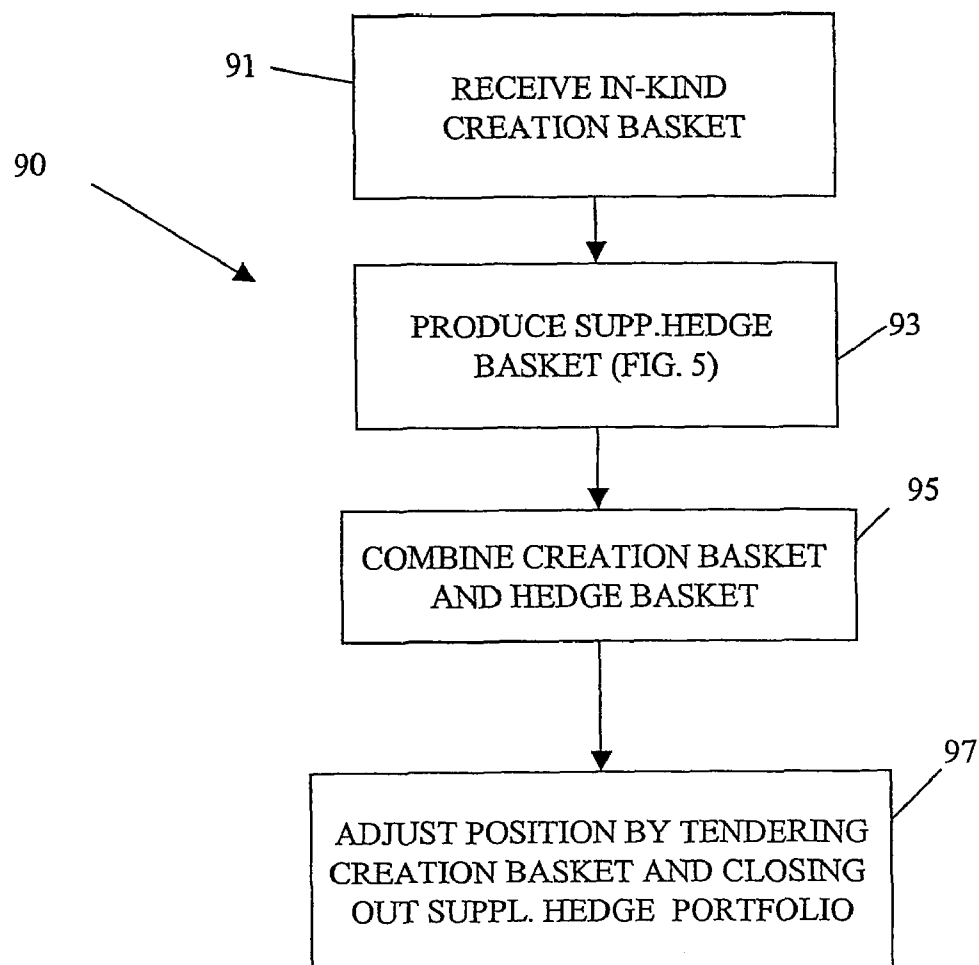 91
RECEIVE IN-KIND
CREATION BASKET
90
PRODUCE SUPP.HEDGE
BASKET (FIG. 5)
93
95
COMBINE CREATION BASKET
AND HEDGE BASKET
97
ADJUST POSITION BY TENDERING
CREATION BASKET AND CLOSING
OUT SUPPL. HEDGE PORTFOLIO